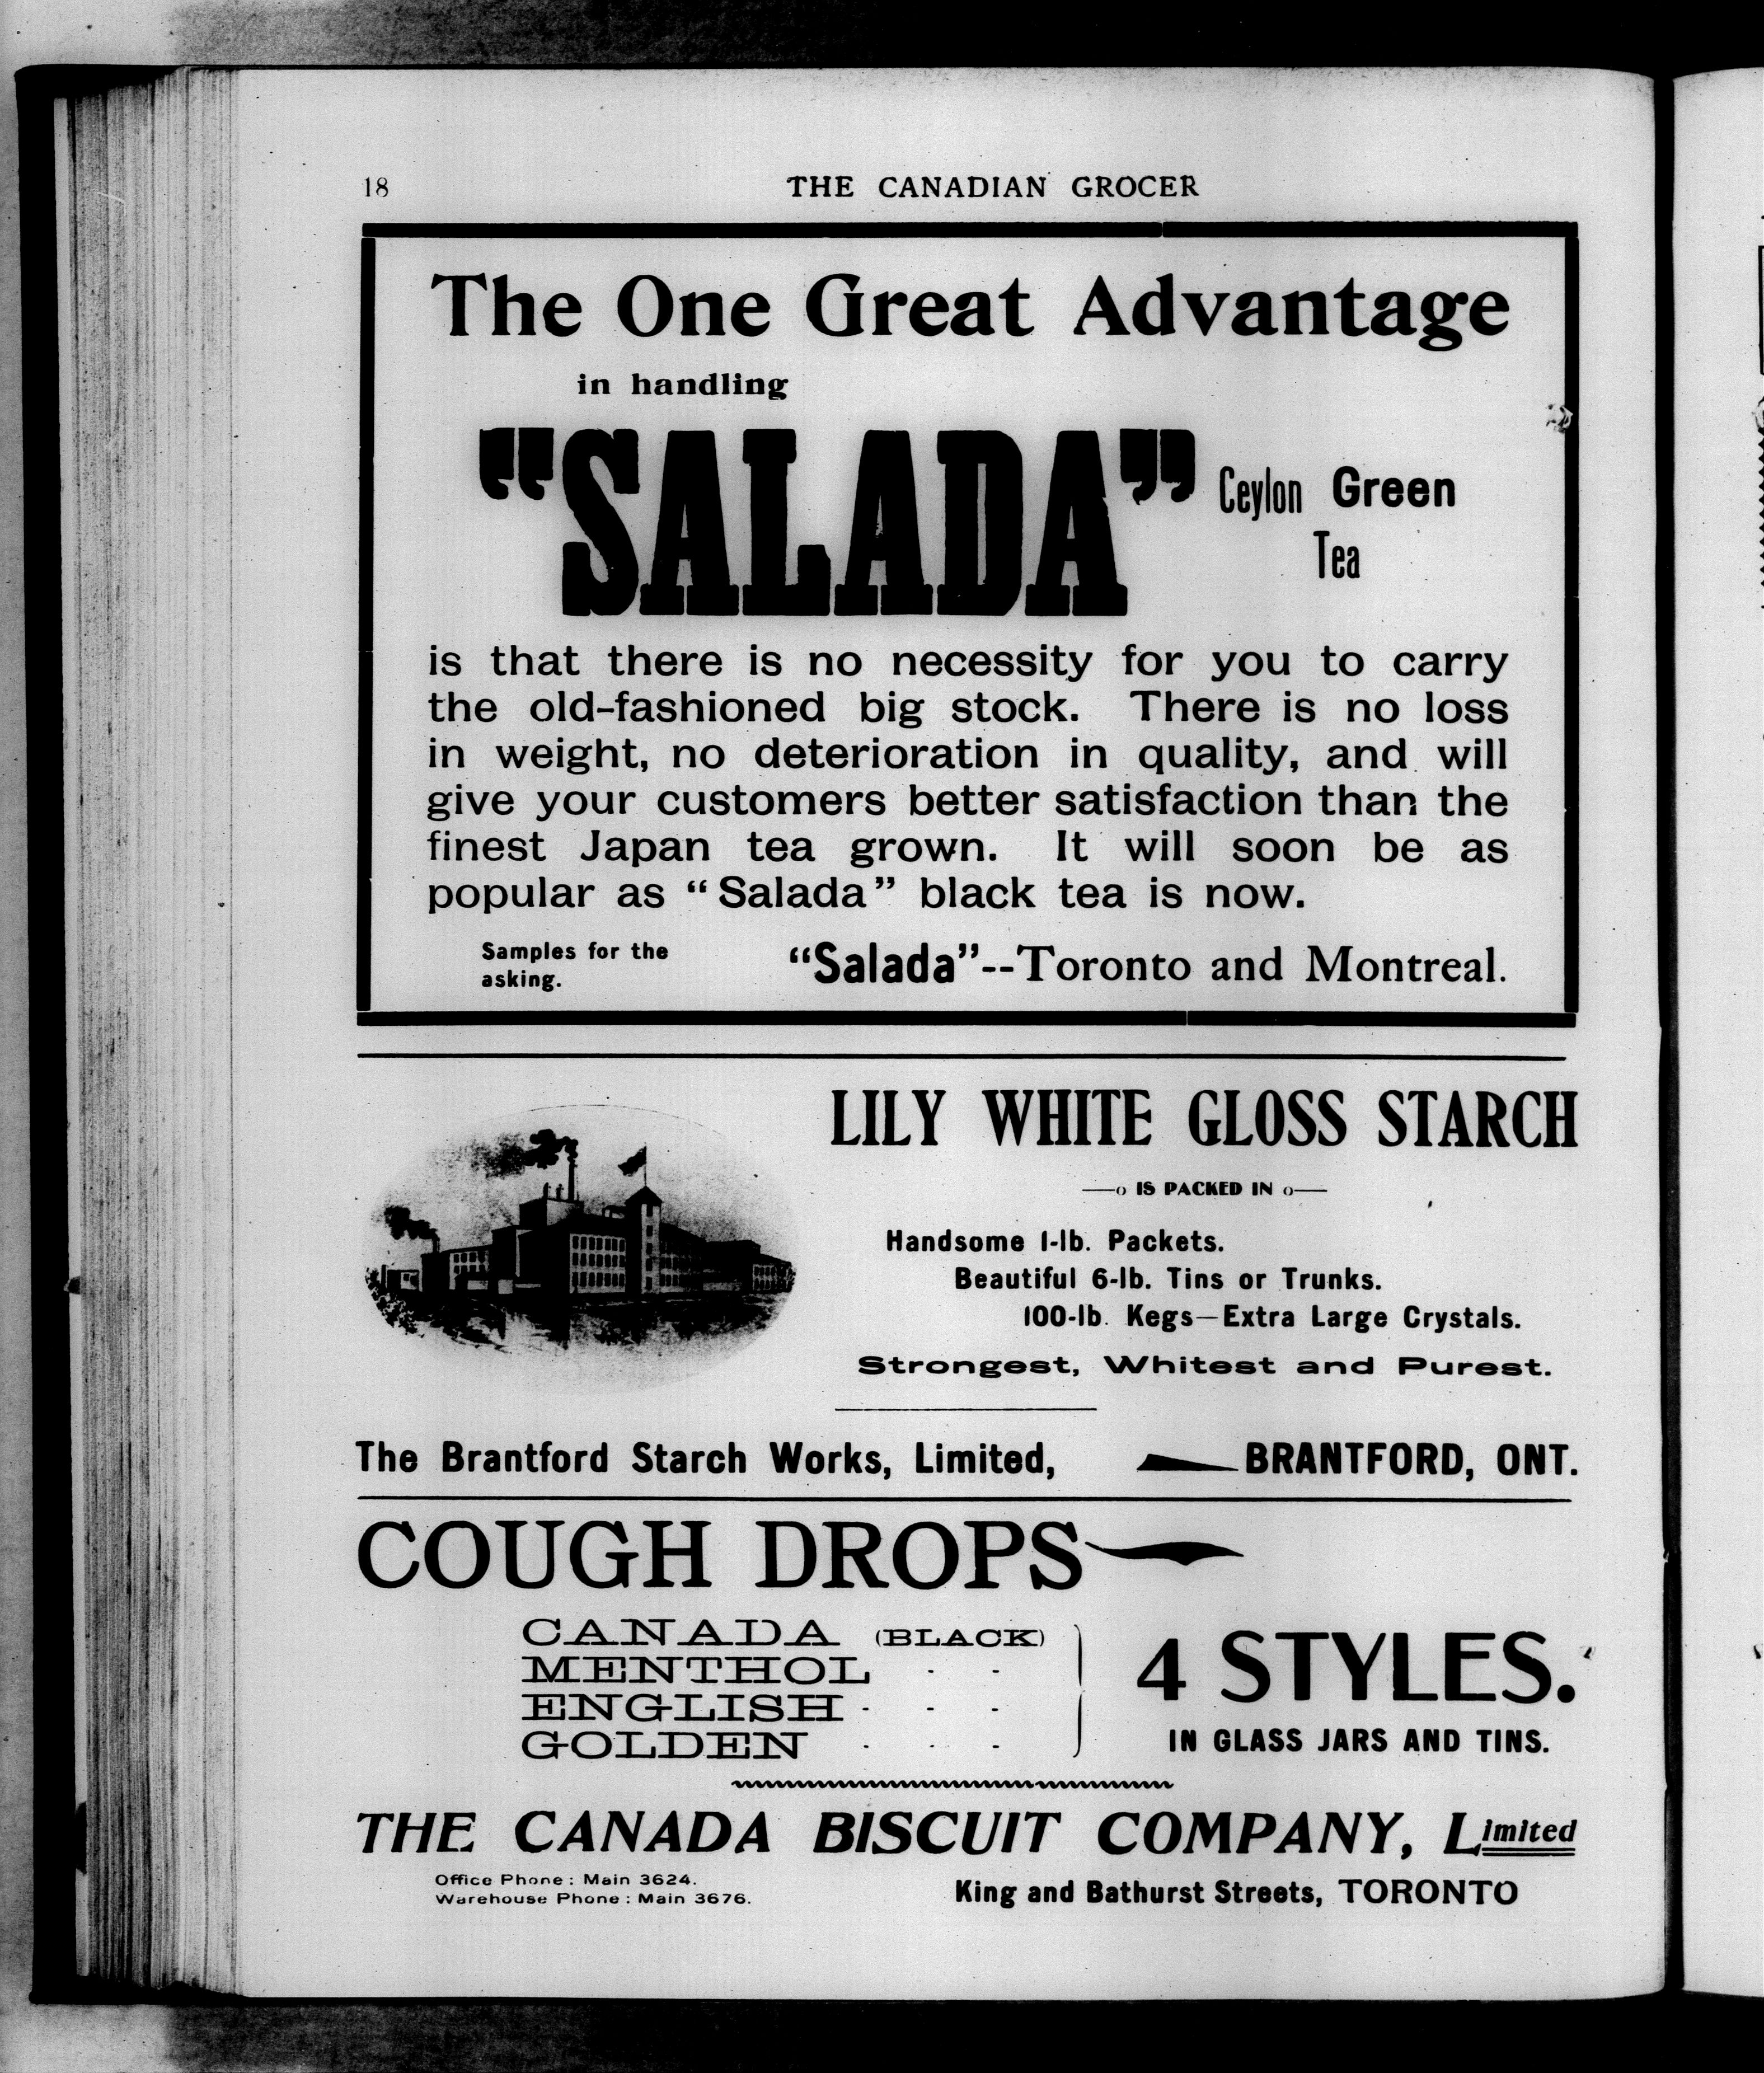 18
THE CANADIAN GROCER
The One Great Advantage
in handling
"SALADA" Ceylon Green
Tea
is that there is no necessity for you to carry
the old-fashioned big stock. There is no loss
in weight, no deterioration in quality, and will
give your customers better satisfaction than the
finest Japan tea grown. It will soon be as
popular as "Salada" black tea is now.
Samples for the
asking.
"Salada"--Toronto and Montreal.
LILY WHITE GLOSS STARCH
—o IS PACKED IN o—
Handsome 1-lb. Packets.
Beautiful 6-lb. Tins or Trunks.
100-lb. Kegs—Extra Large Crystals.
Strongest, Whitest and Purest.
The Brantford Starch Works, Limited, BRANTFORD, ONT.
COUGH DROPS
CANADA (BLACK)
MENTHOL - -
ENGLISH - - -
GOLDEN - - -
4 STYLES.
IN GLASS JARS AND TINS.
THE CANADA BISCUIT COMPANY, Limited
Office Phone: Main 3624.
Warehouse Phone: Main 3676.
King and Bathurst Streets, TORONTO